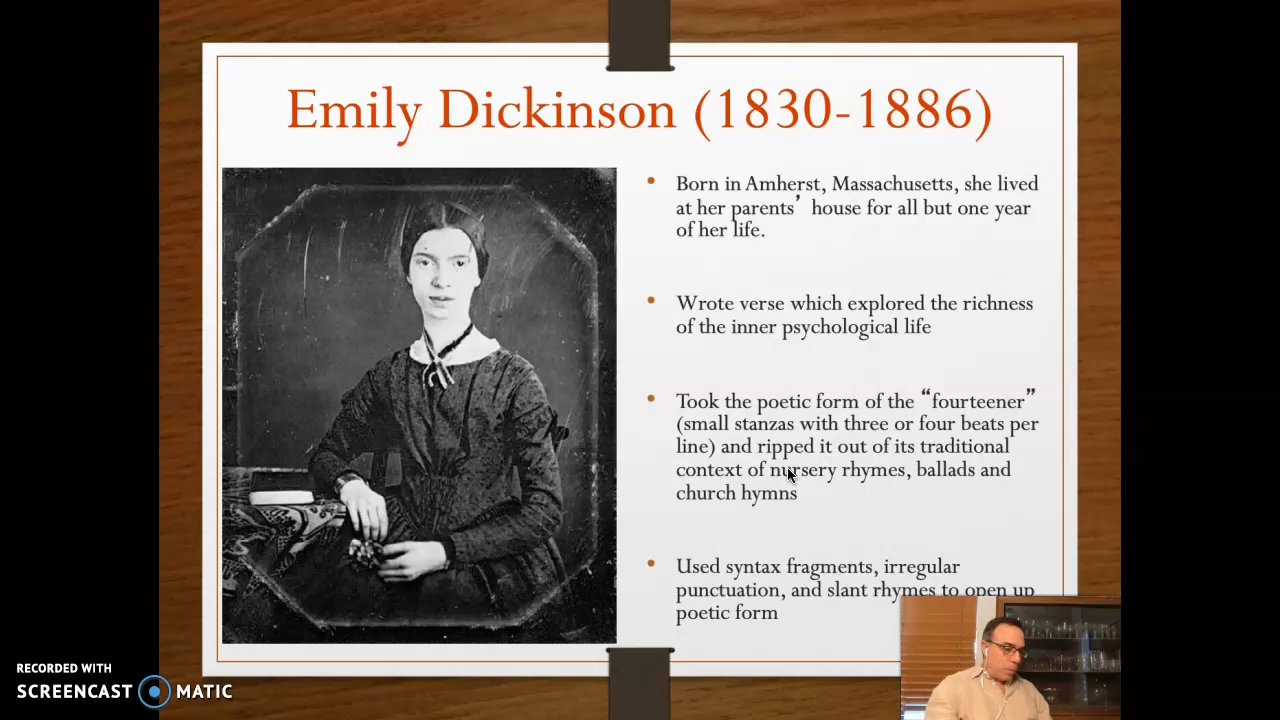 Emily Dickinson (1830-1886)
• Born in Amherst, Massachusetts, she lived
at her parents’ house for all but one year
of her life.
• Wrote verse which explored the richness
of the inner psychological life
• Took the poetic form of the “fourteener”
(small stanzas with three or four beats per
line) and ripped it out of its traditional
context of nursery rhymes, ballads and
church hymns
• Used syntax fragments, irregular
punctuation, and slant rhymes to open up
poetic form
RECORDED WITH
SCREENCAST MATIC